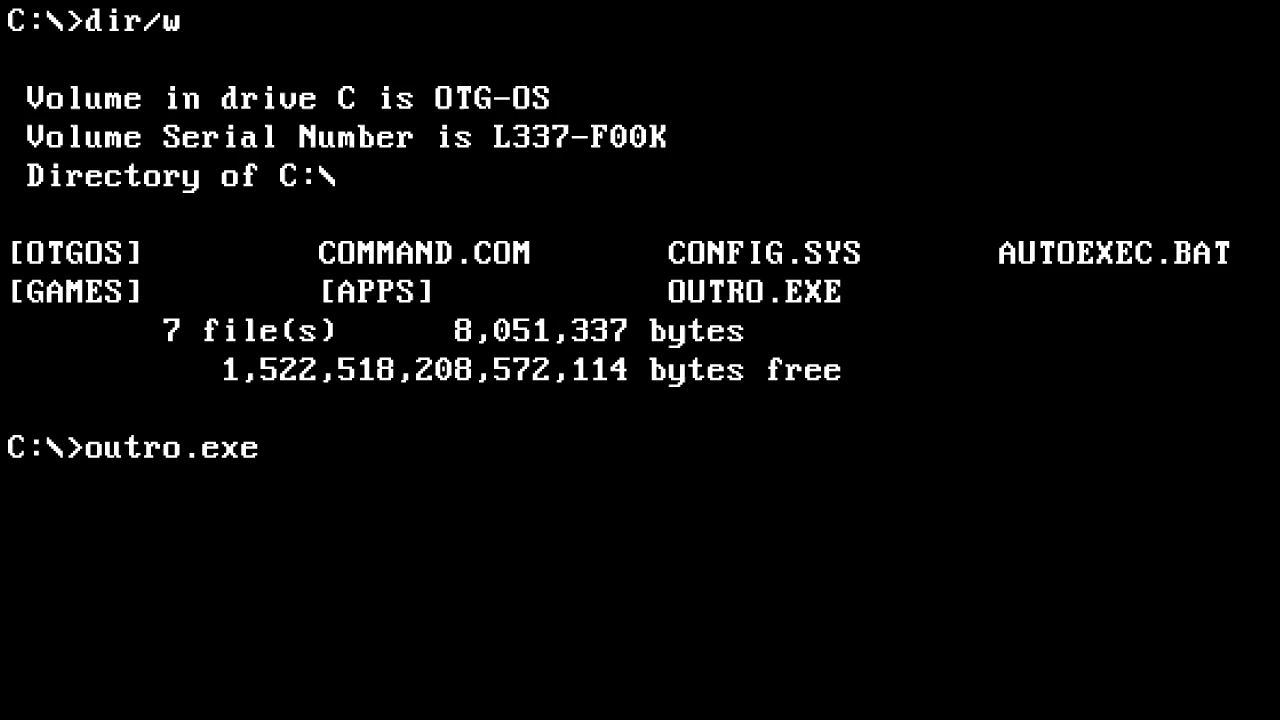 C:\>dir/w
Volume in drive C is OTG-OS
Volume Serial Number is L337-F00K
Directory of C:\
[OTGOS] COMMAND.COM CONFIG.SYS AUTOEXEC.BAT
[GAMES] [APPS] OUTRO.EXE
7 file(s) 8,051,337 bytes
1,522,518,208,572,114 bytes free
C:\>outro.exe